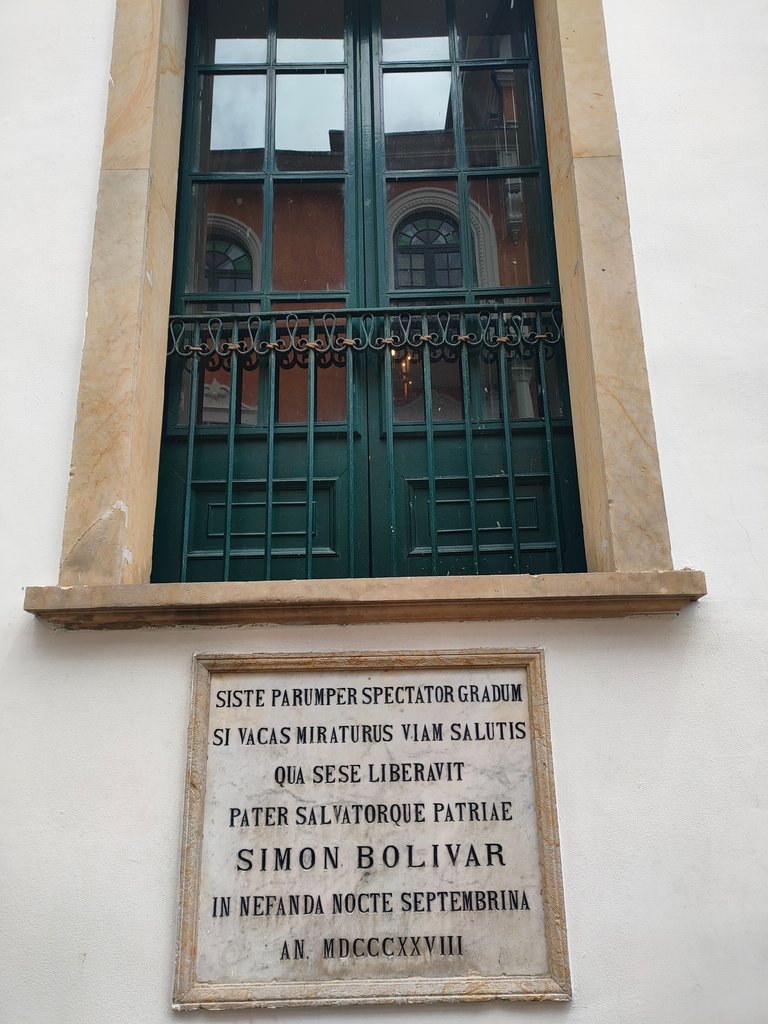 SISTE PARUMPER SPECTATOR GRADUM
SI VACAS MIRATURUS VIAM SALUTIS
QUA SESE LIBERAVIT
PATER SALVATORQUE PATRIAE
SIMON BOLIVAR
IN NEFANDA NOCTE SEPTEMBRINA
AN. MDCCCXXVIII